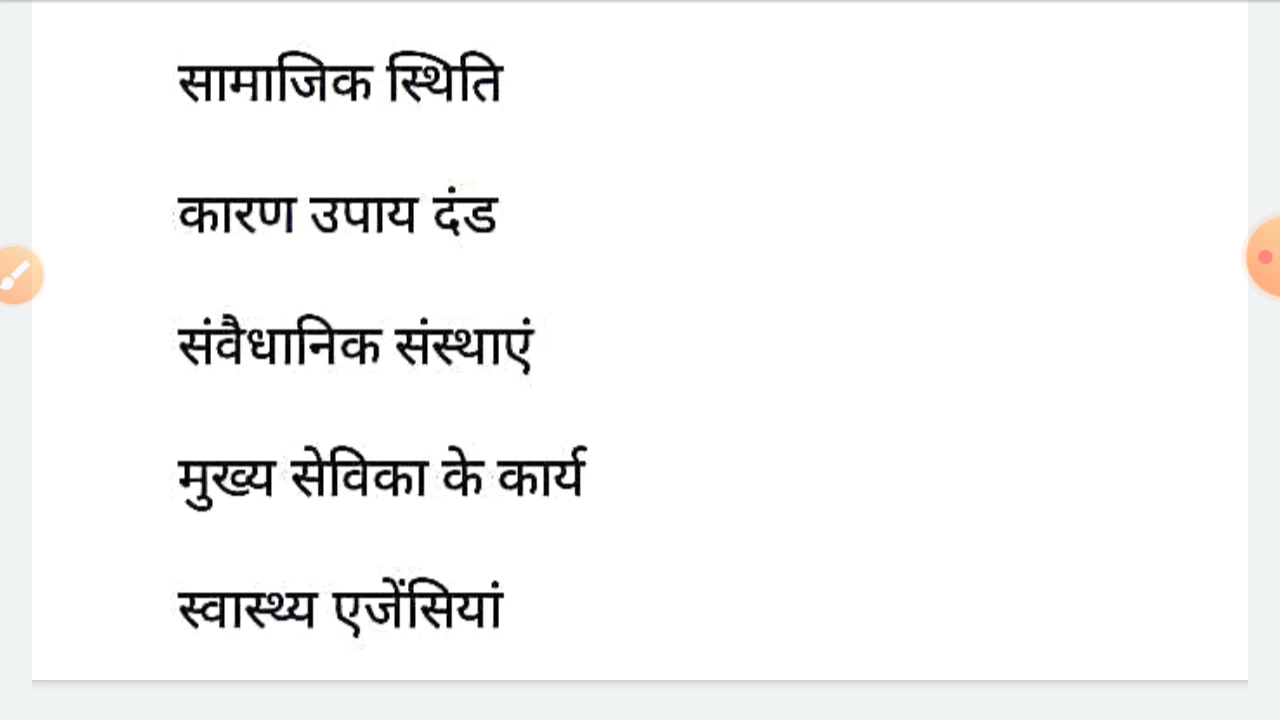 सामाजिक स्थिति
कारण उपाय दंड
संवैधानिक संस्थाएं
मुख्य सेविका के कार्य
स्वास्थ्य एजेंसियां